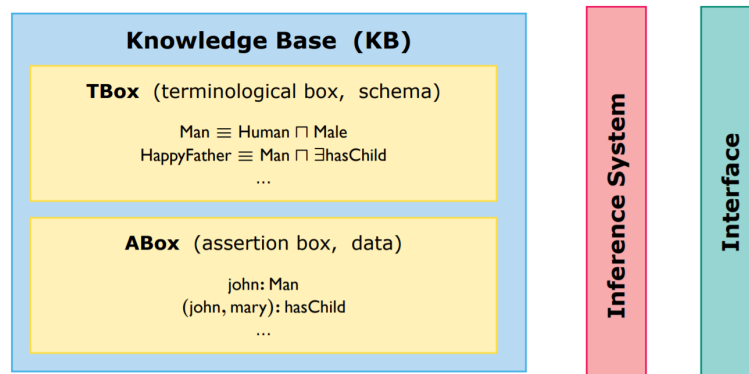 Knowledge Base (KB)
TBox (terminological box, schema)
Man ≡ Human ⊓ Male
HappyFather ≡ Man ⊓ ∃hasChild
...
ABox (assertion box, data)
john: Man
(john, mary): hasChild
...
Inference System
Interface